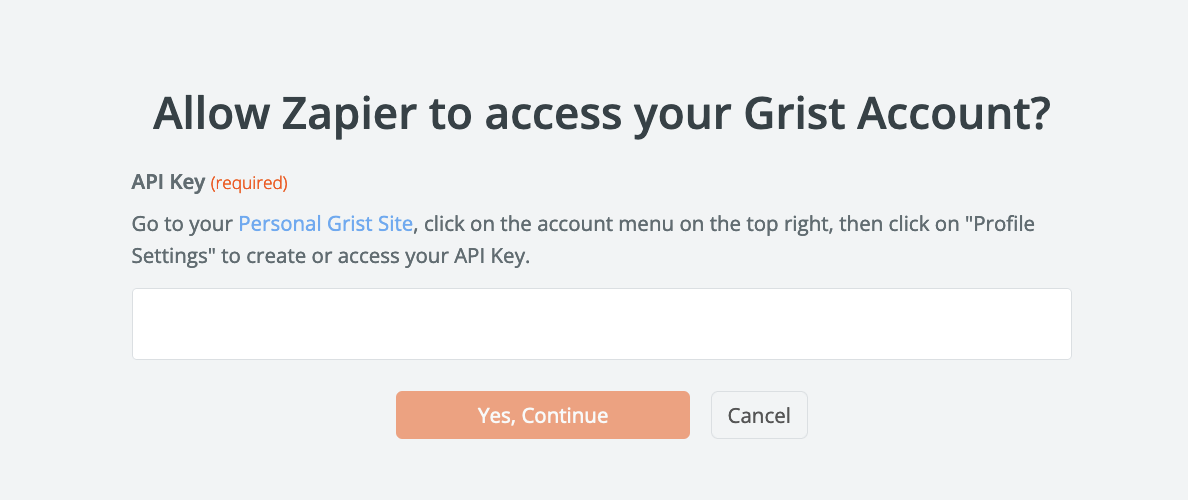 Allow Zapier to access your Grist Account?
API Key (required)
Go to your Personal Grist Site, click on the account menu on the top right, then click on "Profile
Settings" to create or access your API Key.
Yes, Continue
Cancel